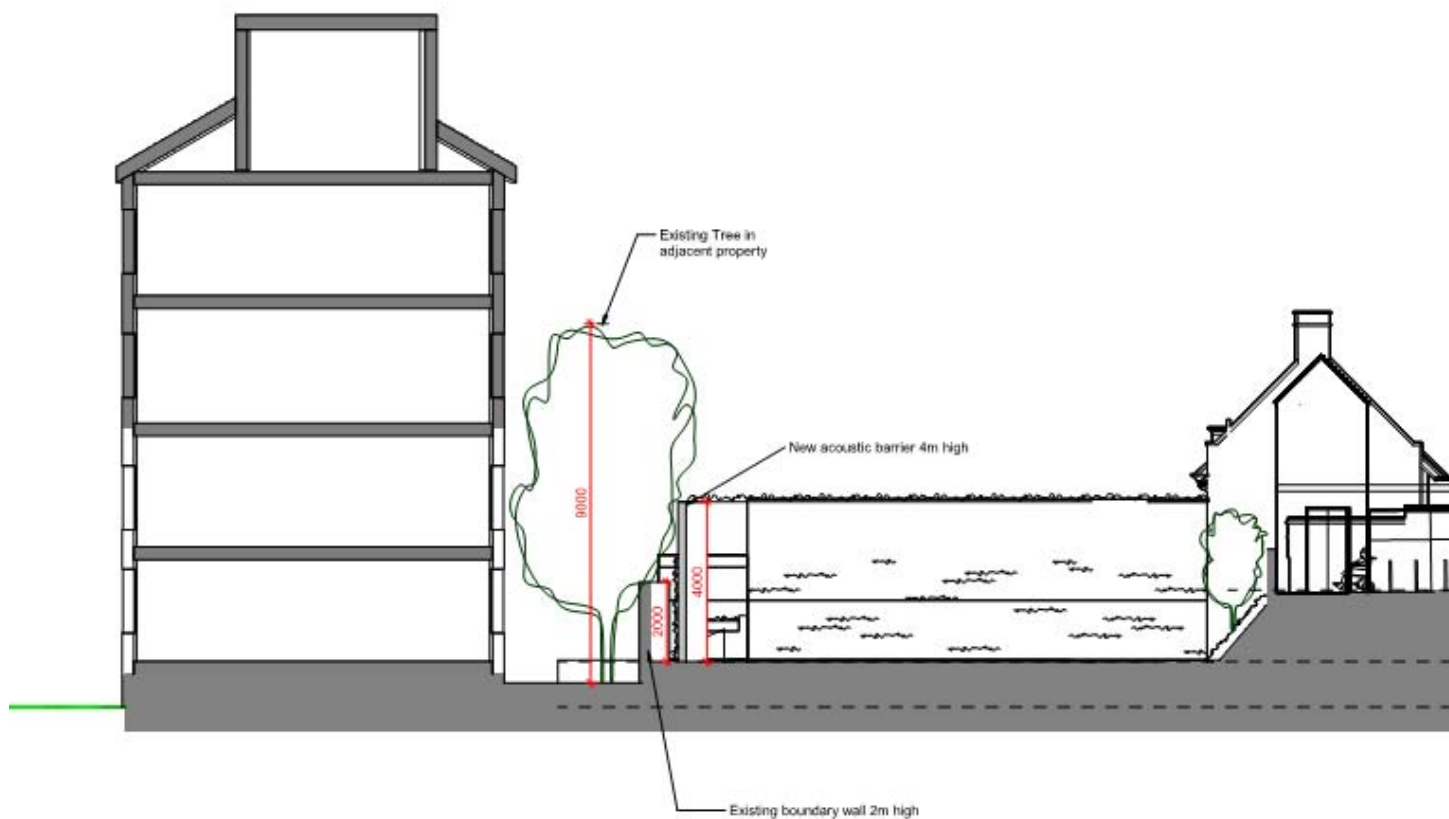 Existing Tree in
adjacent property
New acoustic barrier 4m high
9000
4000
2000
Existing boundary wall 2m high